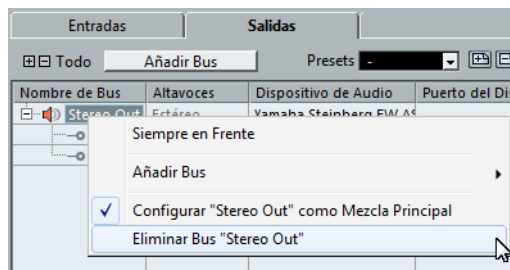 Entradas Salidas
Todo Añadir Bus Presets -
Nombre de Bus Altavoces Dispositivo de Audio Puerto del Di
Stereo Out Estéreo Yamaha Steinberg FW AS
Siempre en Frente
Añadir Bus
Configurar "Stereo Out" como Mezcla Principal
Eliminar Bus "Stereo Out"